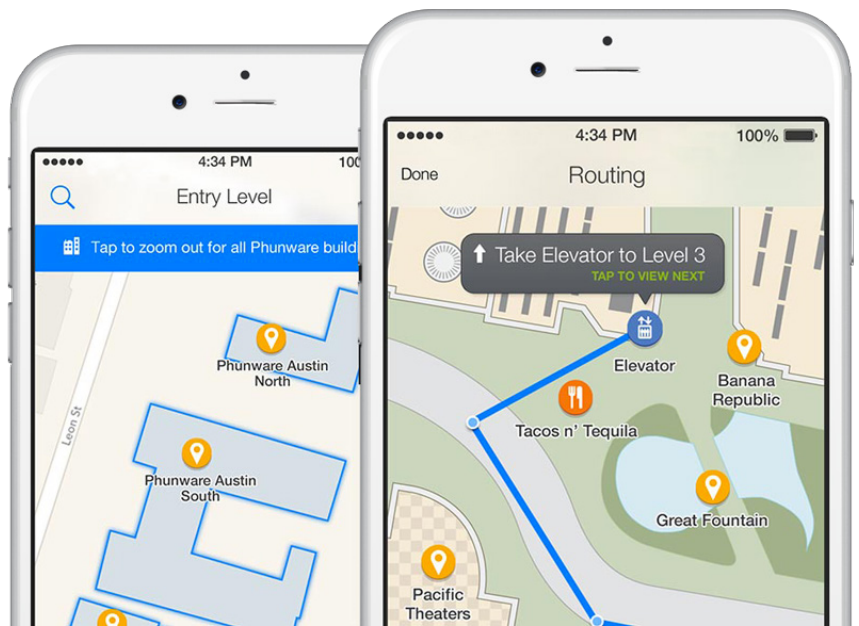 4:34 PM
100
Entry Level
Tap to zoom out for all Phunware build
Phunware Austin
North
Leon St
Phunware Austin
South
4:34 PM
100%
Done
Routing
Take Elevator to Level 3
TAP TO VIEW NEXT
Elevator
Banana
Republic
Tacos n' Tequila
Great Fountain
Pacific
Theaters